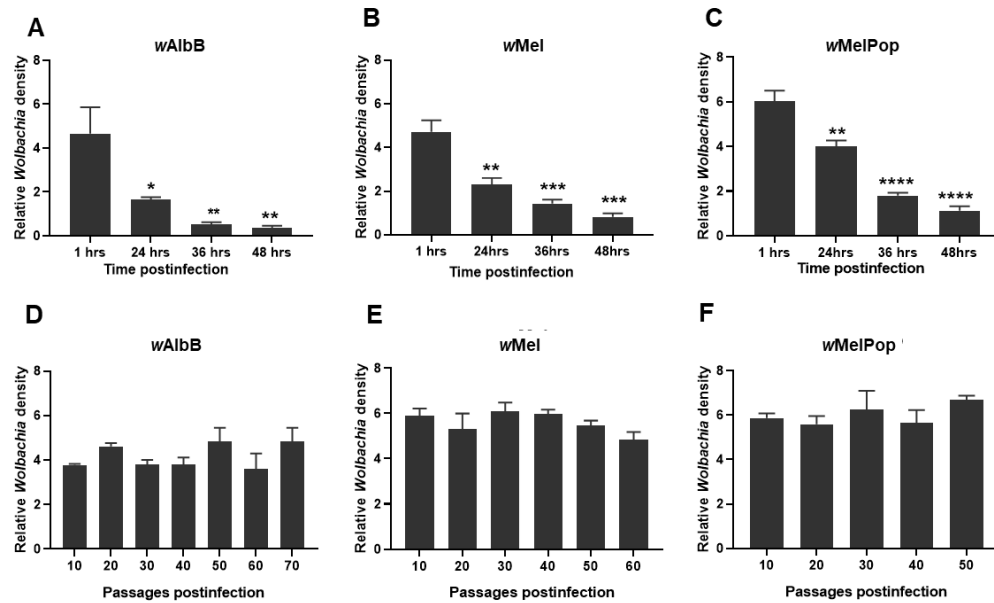 A
wAlbB
Relative Wolbachia density
8
6
4
2
0
*
**
**
1 hrs 24 hrs 36 hrs 48 hrs
Time postinfection
B
wMel
Relative Wolbachia density
8
6
4
2
0
**
***
***
1 hrs 24hrs 36hrs 48hrs
Time postinfection
C
wMelPop
Relative Wolbachia density
8
6
4
2
0
**
****
****
1 hrs 24hrs 36 hrs 48hrs
Time postinfection
D
wAlbB
Relative Wolbachia density
8
6
4
2
0
10 20 30 40 50 60 70
Passages postinfection
E
wMel
Relative Wolbachia density
8
6
4
2
0
10 20 30 40 50 60
Passages postinfection
F
wMelPop
Relative Wolbachia density
8
6
4
2
0
10 20 30 40 50
Passages postinfection